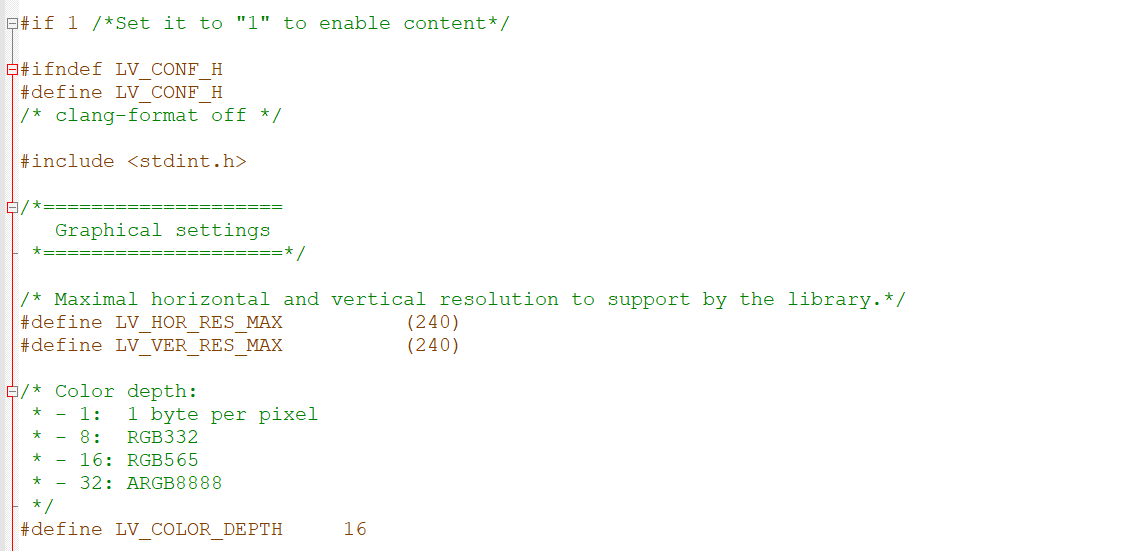 #if 1 /*Set it to "1" to enable content*/
#ifndef LV_CONF_H
#define LV_CONF_H
/* clang-format off */
#include <stdint.h>
/*====================
   Graphical settings
 *====================*/
/* Maximal horizontal and vertical resolution to support by the library.*/
#define LV_HOR_RES_MAX          (240)
#define LV_VER_RES_MAX          (240)
/* Color depth:
 * - 1:  1 byte per pixel
 * - 8:  RGB332
 * - 16: RGB565
 * - 32: ARGB8888
 */
#define LV_COLOR_DEPTH     16